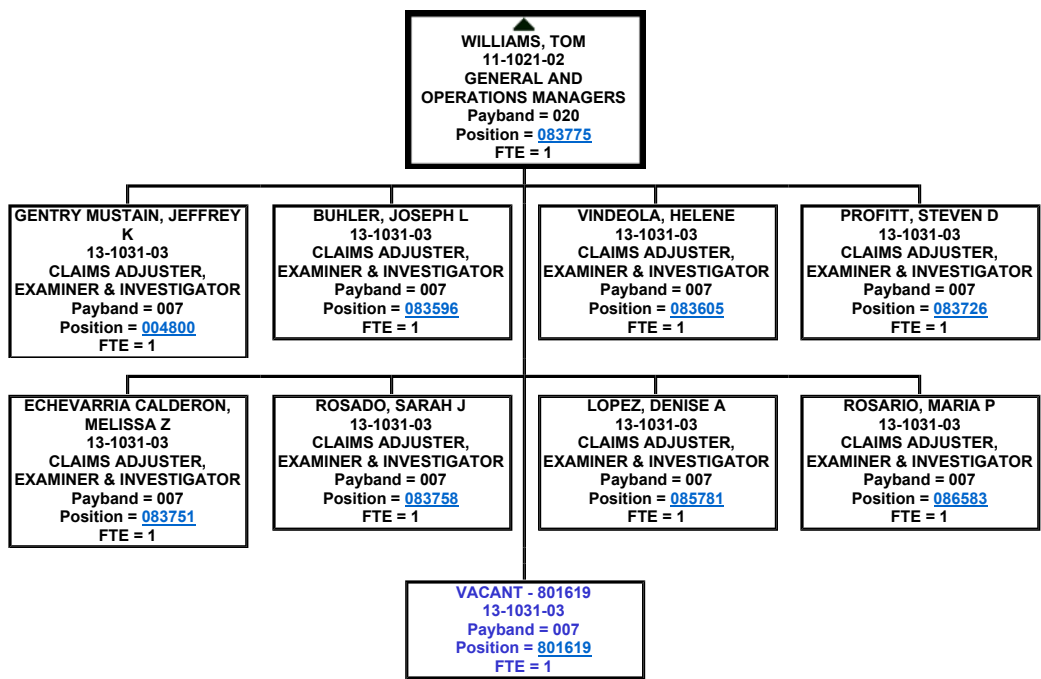 WILLIAMS, TOM
11-1021-02
GENERAL AND
OPERATIONS MANAGERS
Payband = 020
Position = 083775
FTE = 1
GENTRY MUSTAIN, JEFFREY
K
13-1031-03
CLAIMS ADJUSTER,
EXAMINER & INVESTIGATOR
Payband = 007
Position = 004800
FTE = 1
BUHLER, JOSEPH L
13-1031-03
CLAIMS ADJUSTER,
EXAMINER & INVESTIGATOR
Payband = 007
Position = 083596
FTE = 1
VINDEOLA, HELENE
13-1031-03
CLAIMS ADJUSTER,
EXAMINER & INVESTIGATOR
Payband = 007
Position = 083605
FTE = 1
PROFITT, STEVEN D
13-1031-03
CLAIMS ADJUSTER,
EXAMINER & INVESTIGATOR
Payband = 007
Position = 083726
FTE = 1
ECHEVARRIA CALDERON,
MELISSA Z
13-1031-03
CLAIMS ADJUSTER,
EXAMINER & INVESTIGATOR
Payband = 007
Position = 083751
FTE = 1
ROSADO, SARAH J
13-1031-03
CLAIMS ADJUSTER,
EXAMINER & INVESTIGATOR
Payband = 007
Position = 083758
FTE = 1
LOPEZ, DENISE A
13-1031-03
CLAIMS ADJUSTER,
EXAMINER & INVESTIGATOR
Payband = 007
Position = 085781
FTE = 1
ROSARIO, MARIA P
13-1031-03
CLAIMS ADJUSTER,
EXAMINER & INVESTIGATOR
Payband = 007
Position = 086583
FTE = 1
VACANT - 801619
13-1031-03
Payband = 007
Position = 801619
FTE = 1